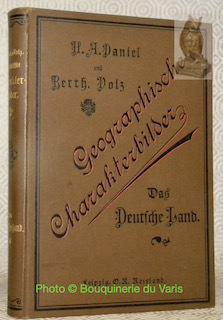 H. A. Daniel
und
Berth. Volz
Geographische
Charakterbilder
Das
Deutsche Land.
Leipzig. O. R. Reisland
Photo © Bouquinerie du Varis